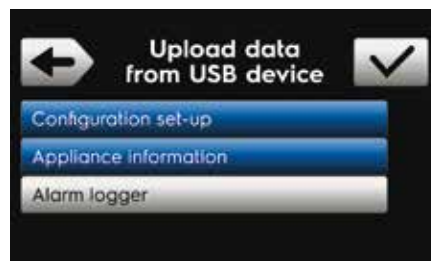 Upload data
from USB device
Configuration set-up
Appliance information
Alarm logger